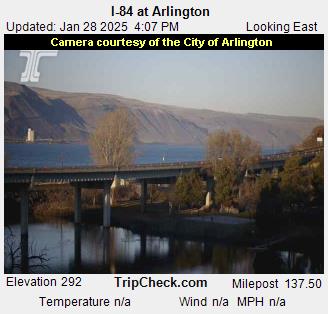 I-84 at Arlington
Updated: Jan 28 2025 4:07 PM Looking East
Camera courtesy of the City of Arlington
Elevation 292 TripCheck.com Milepost 137.50
Temperature n/a Wind n/a MPH n/a